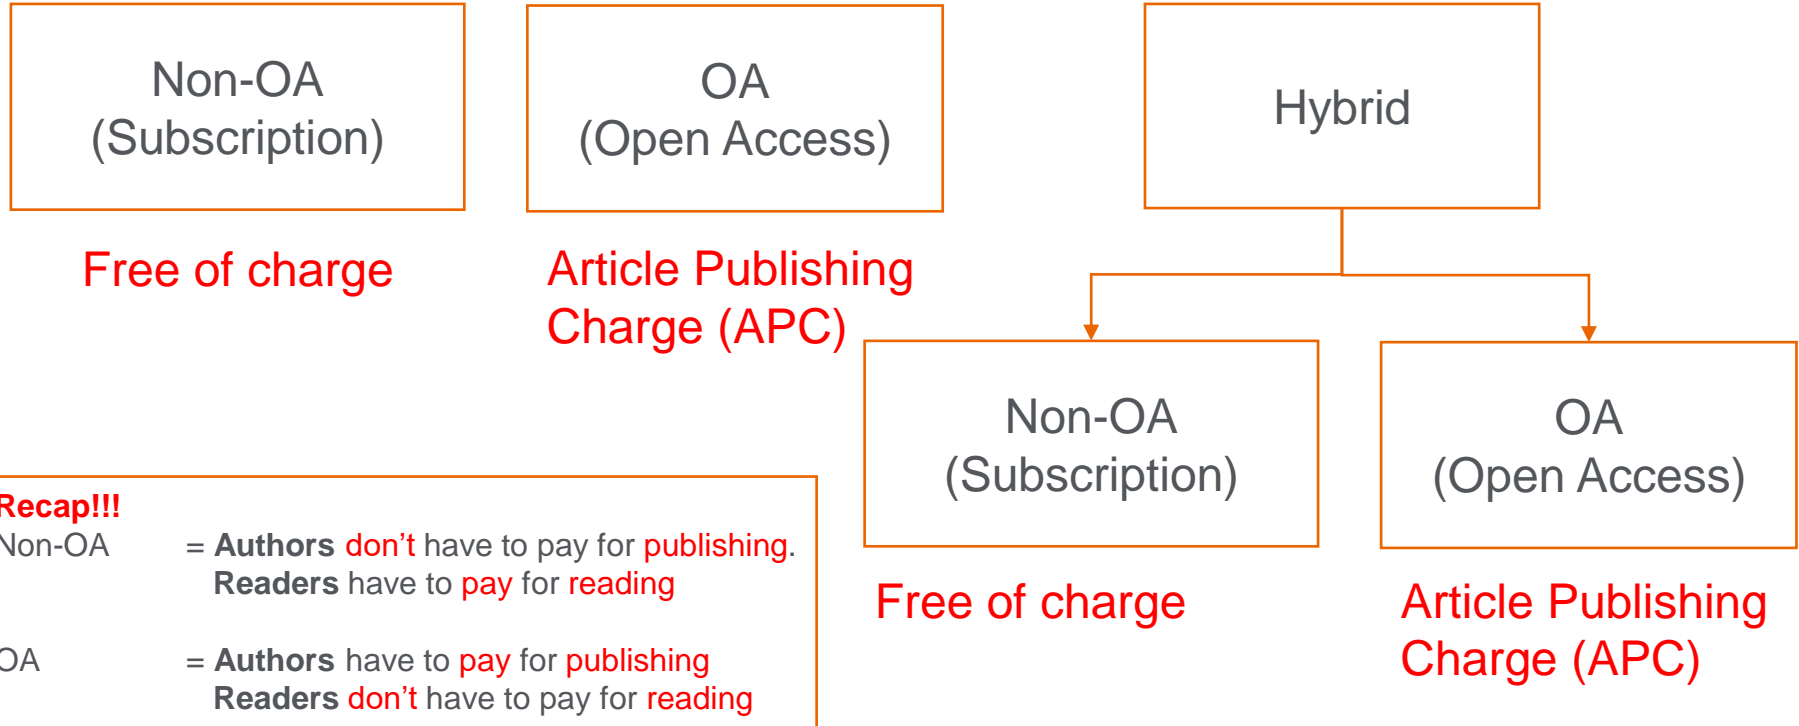 Non-OA
(Subscription)
Free of charge
OA
(Open Access)
Article Publishing
Charge (APC)
Hybrid
Non-OA
(Subscription)
Free of charge
OA
(Open Access)
Article Publishing
Charge (APC)
Recap!!!
Non-OA = Authors don't have to pay for publishing.
Readers have to pay for reading
OA = Authors have to pay for publishing
Readers don't have to pay for reading